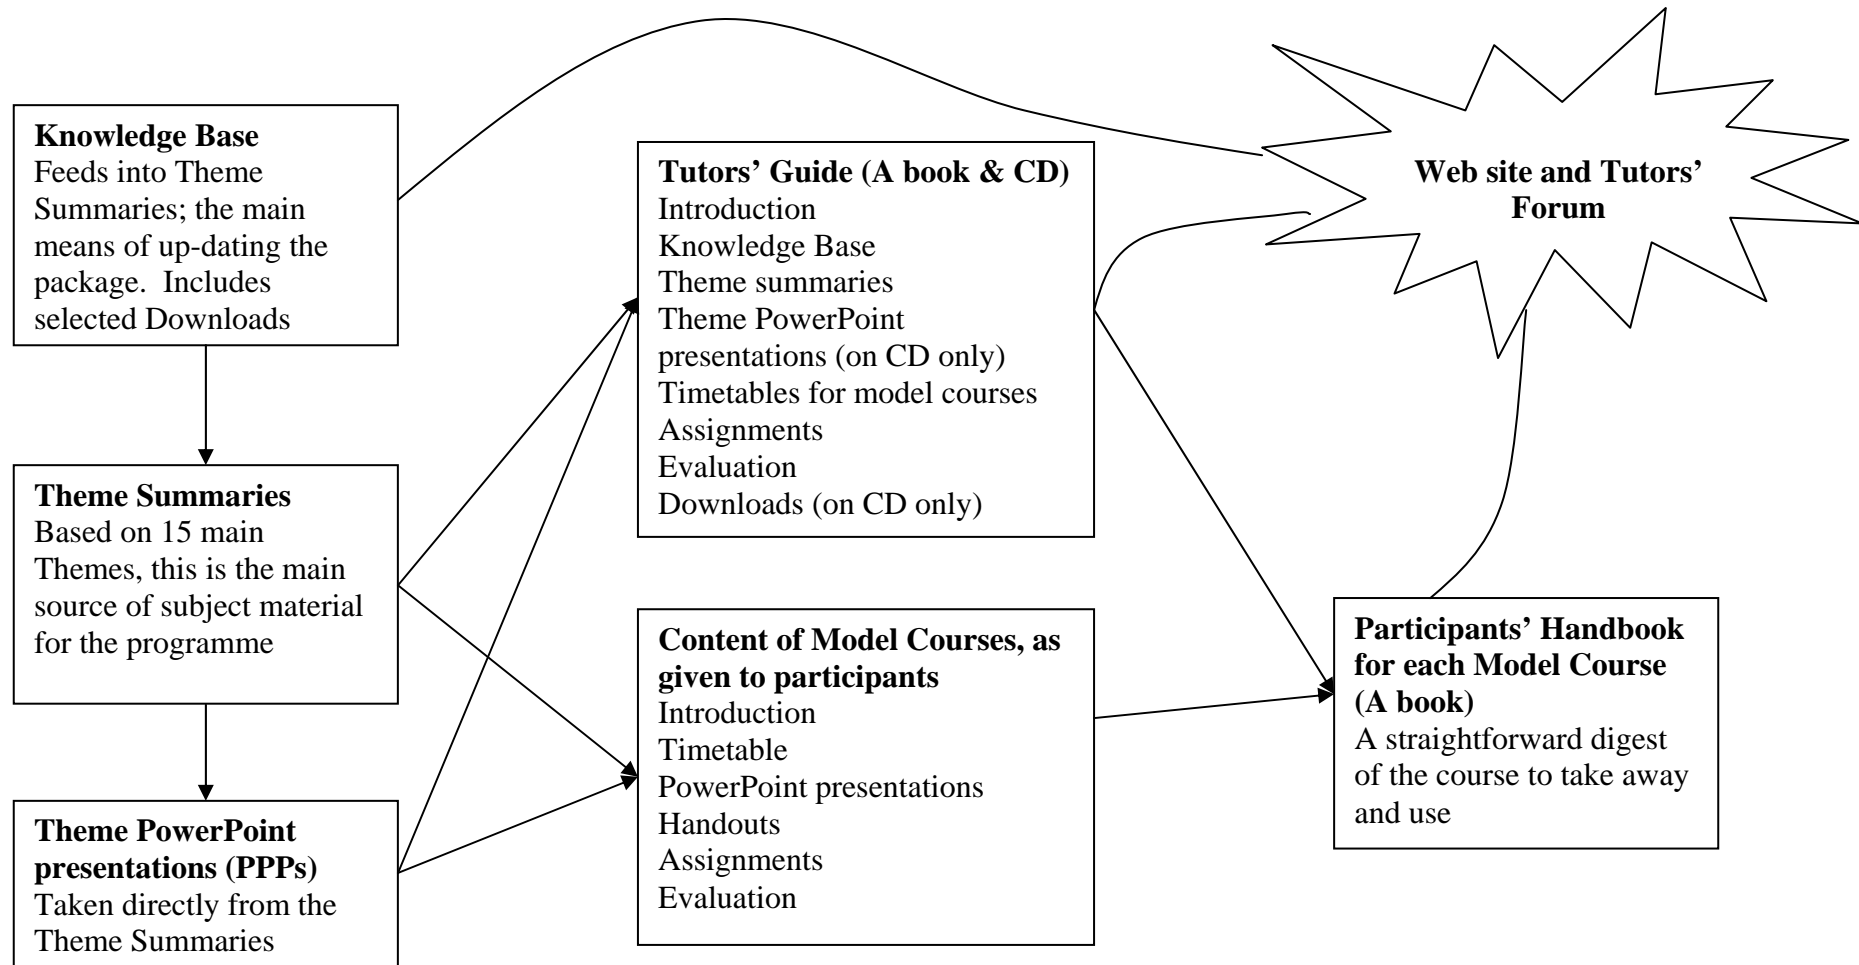 Knowledge Base
Feeds into Theme
Summaries; the main
means of up-dating the
package.  Includes
selected Downloads
Theme Summaries
Based on 15 main
Themes, this is the main
source of subject material
for the programme
Theme PowerPoint
presentations (PPPs)
Taken directly from the
Theme Summaries
Tutors’ Guide (A book & CD)
Introduction
Knowledge Base
Theme summaries
Theme PowerPoint
presentations (on CD only)
Timetables for model courses
Assignments
Evaluation
Downloads (on CD only)
Content of Model Courses, as
given to participants
Introduction
Timetable
PowerPoint presentations
Handouts
Assignments
Evaluation
Web site and Tutors’
Forum
Participants’ Handbook
for each Model Course
(A book)
A straightforward digest
of the course to take away
and use